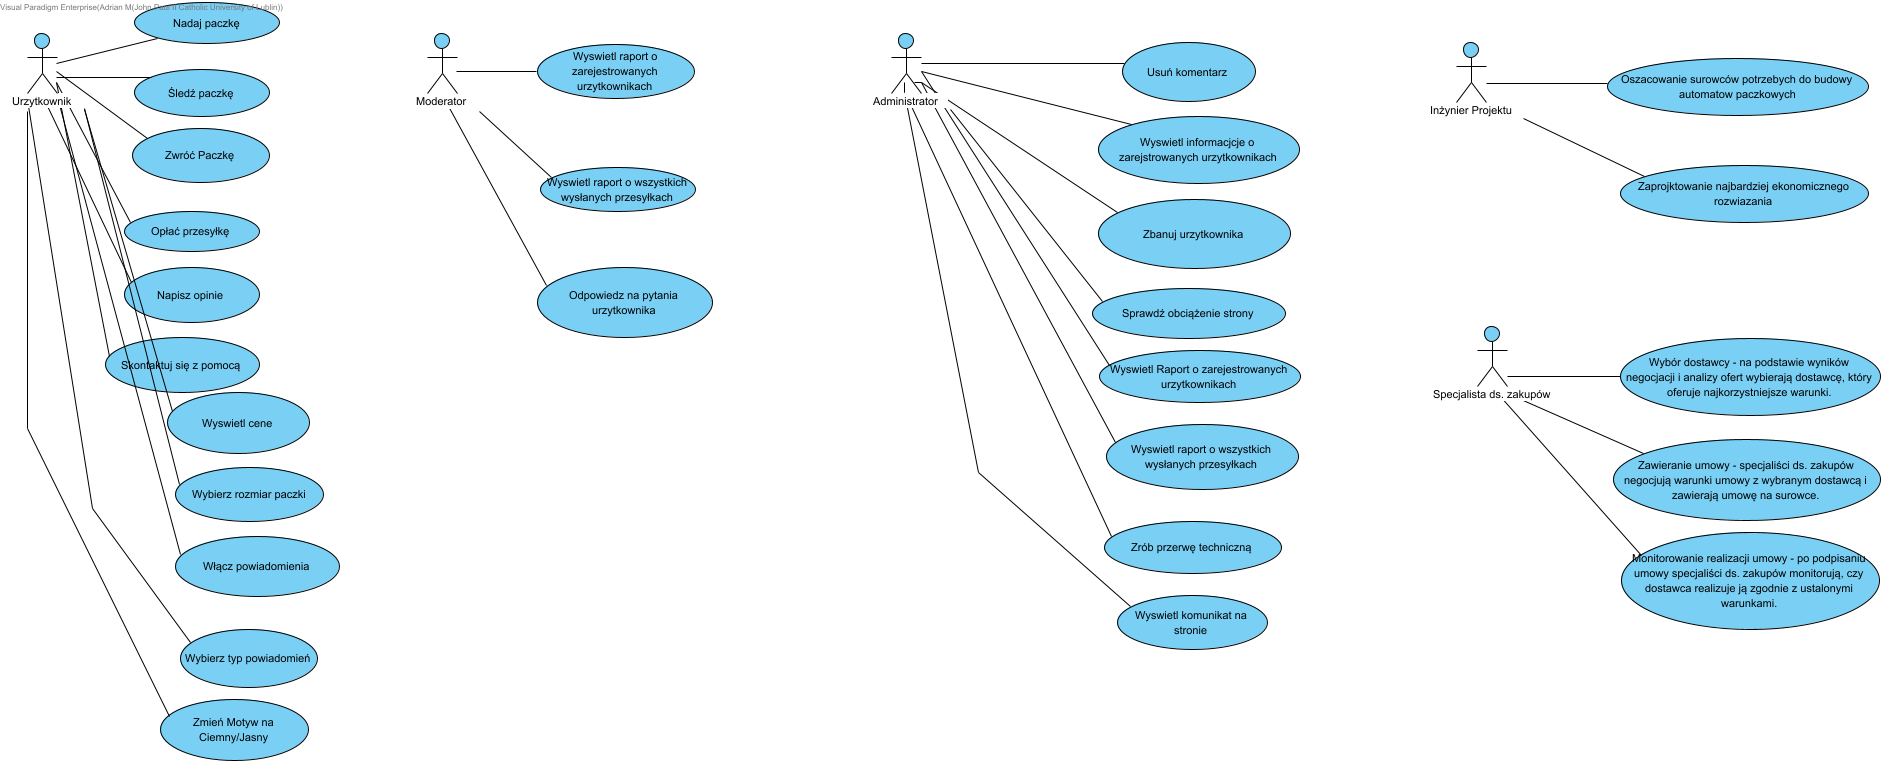 Visual Paradigm Enterprise(Adrian M(John Paul II Catholic University of Lublin))
Urzytkownik
Nadaj paczkę
Śledź paczkę
Zwróć Paczkę
Opłać przesyłkę
Napisz opinie
Skontaktuj się z pomocą
Wyswietl cene
Wybierz rozmiar paczki
Włącz powiadomienia
Wybierz typ powiadomień
Zmień Motyw na
Ciemny/Jasny
Moderator
Wyswietl raport o
zarejestrowanych
urzytkownikach
Wyswietl raport o wszystkich
wysłanych przesyłkach
Odpowiedz na pytania
urzytkownika
Administrator
Usuń komentarz
Wyswietl informacjcje o
zarejstrowanych urzytkownikach
Zbanuj urzytkownika
Sprawdź obciążenie strony
Wyswietl Raport o zarejestrowanych
urzytkownikach
Wyswietl raport o wszystkich
wysłanych przesyłkach
Zrób przerwę techniczną
Wyswietl komunikat na
stronie
Inżynier Projektu
Oszacowanie surowców potrzebych do budowy
automatow paczkowych
Zaprojktowanie najbardziej ekonomicznego
rozwiazania
Specjalista ds. zakupów
Wybór dostawcy - na podstawie wyników
negocjacji i analizy ofert wybierają dostawcę, który
oferuje najkorzystniejsze warunki.
Zawieranie umowy - specjaliści ds. zakupów
negocjują warunki umowy z wybranym dostawcą i
zawierają umowę na surowce.
Monitorowanie realizacji umowy - po podpisaniu
umowy specjaliści ds. zakupów monitorują, czy
dostawca realizuje ją zgodnie z ustalonymi
warunkami.